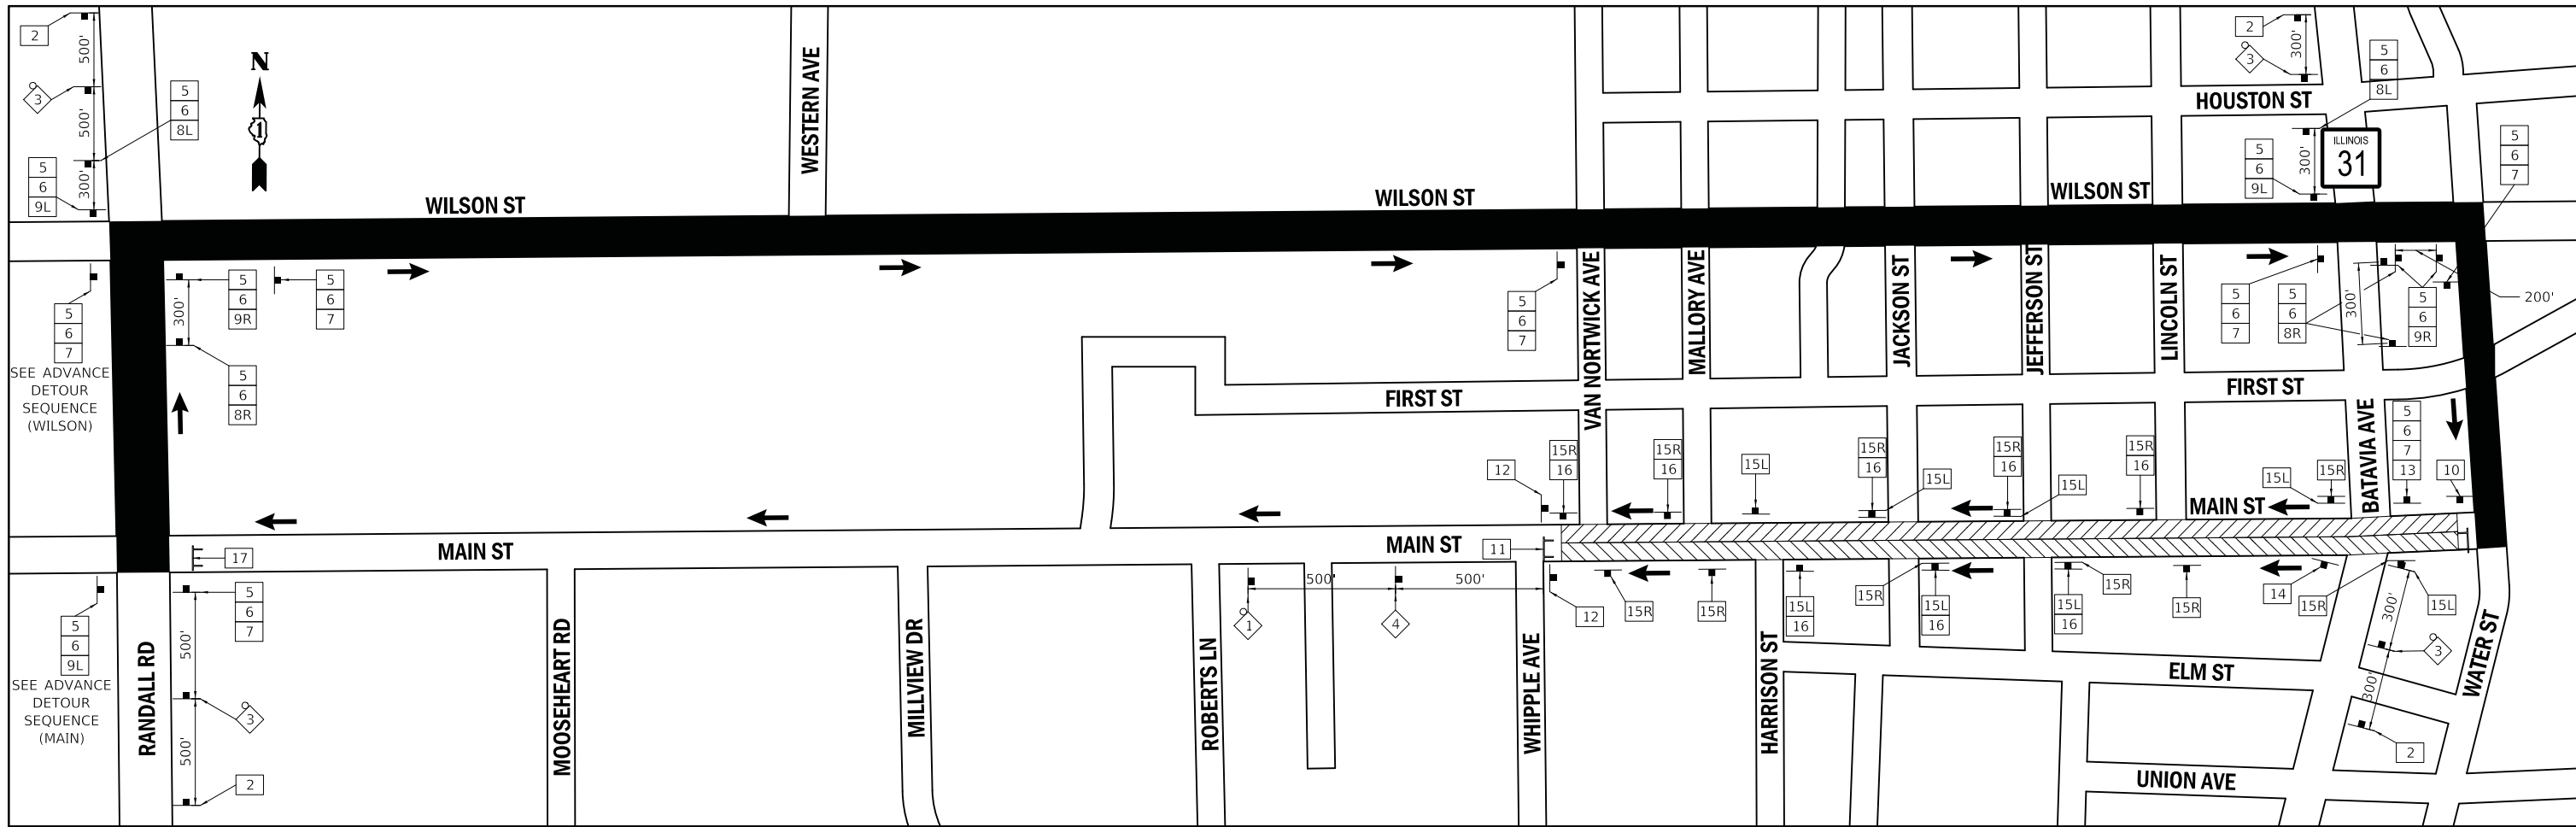 2
500'
3
500'
5
6
8L
5
6
9L
300'
N
1
WESTERN AVE
2
3
300'
5
6
8L
HOUSTON ST
5
6
9L
300'
ILLINOIS
31
5
6
7
WILSON ST
WILSON ST
WILSON ST
5
6
7
SEE ADVANCE
DETOUR
SEQUENCE
(WILSON)
300'
5
6
9R
5
6
7
5
6
8R
5
6
7
VAN NORTWICK AVE
MALLORY AVE
JACKSON ST
JEFFERSON ST
LINCOLN ST
5
6
7
5
6
8R
300'
5
6
9R
200'
FIRST ST
FIRST ST
BATAVIA AVE
12
15R
16
15R
16
15L
15R
16
15L
15R
16
15L
15R
16
15L
15R
5
6
7
13
10
MAIN ST
MAIN ST
MAIN ST
17
11
5
6
9L
SEE ADVANCE
DETOUR
SEQUENCE
(MAIN)
RANDALL RD
5
6
7
500'
3
500'
2
MOOSEHEART RD
MILLVIEW DR
ROBERTS LN
500'
500'
1
4
WHIPPLE AVE
12
15R
15R
HARRISON ST
15L
16
15R
15L
16
15L
16
15R
15R
14
15R
15L
300'
3
300'
2
WATER ST
ELM ST
UNION AVE